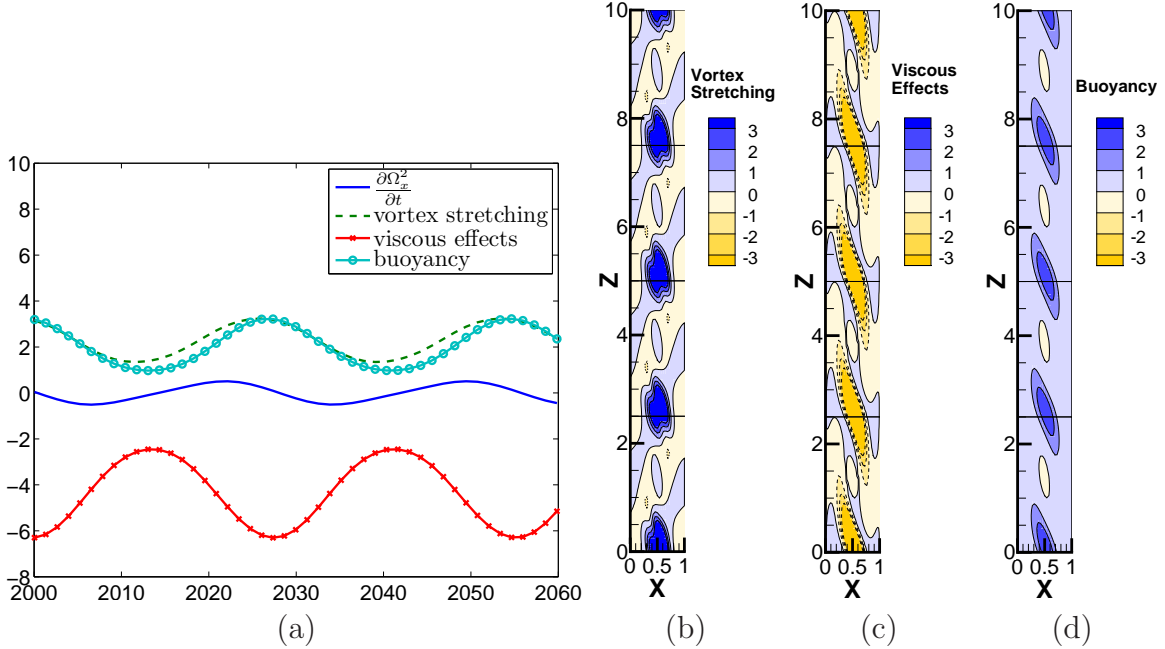 10
8
6
4
2
0
−2
−4
−6
−8
2000 2010 2020 2030 2040 2050 2060
∂Ω_x^2/∂t
vortex stretching
viscous effects
buoyancy
(a)
10
8
6
4
2
0
Z
0 0.5 1
X
Vortex
Stretching
3
2
1
0
-1
-2
-3
(b)
10
8
6
4
2
0
0 0.5 1
X
Viscous
Effects
3
2
1
0
-1
-2
-3
(c)
10
8
6
4
2
0
Z
0 0.5 1
X
Buoyancy
3
2
1
0
-1
-2
-3
(d)